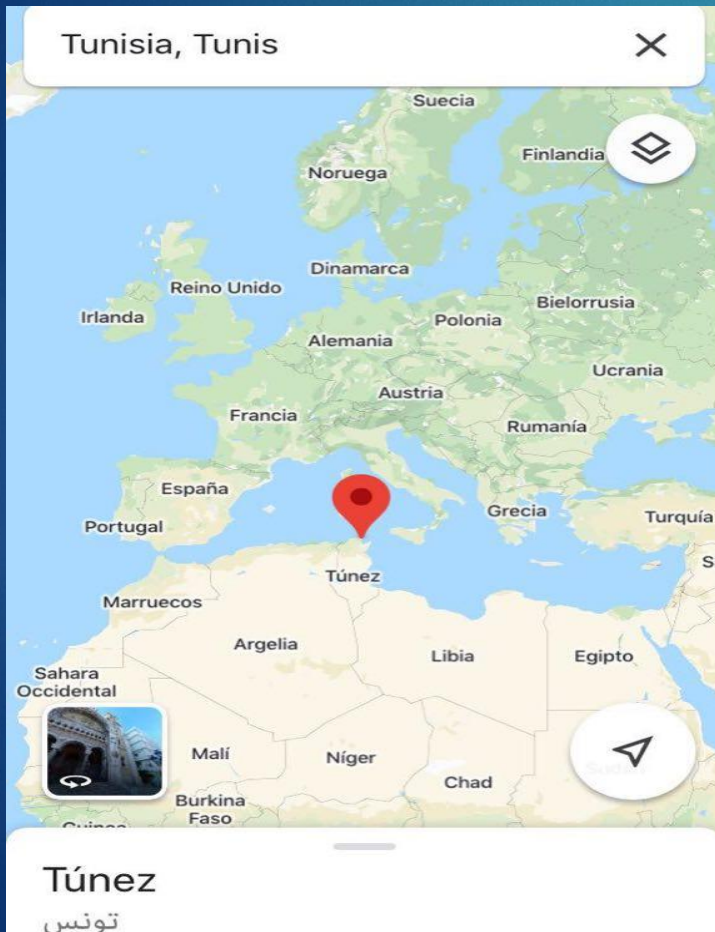 Tunisia, Tunis
Suecia
Finlandia
Noruega
Dinamarca
Reino Unido
Irlanda
Bielorrusia
Polonia
Alemania
Ucrania
Austria
Francia
Rumanía
España
Grecia
Portugal
Turquía
Túnez
Marruecos
Argelia
Libia
Egipto
Sahara
Occidental
Malí
Níger
Chad
Burkina
Faso
Túnez
تونس